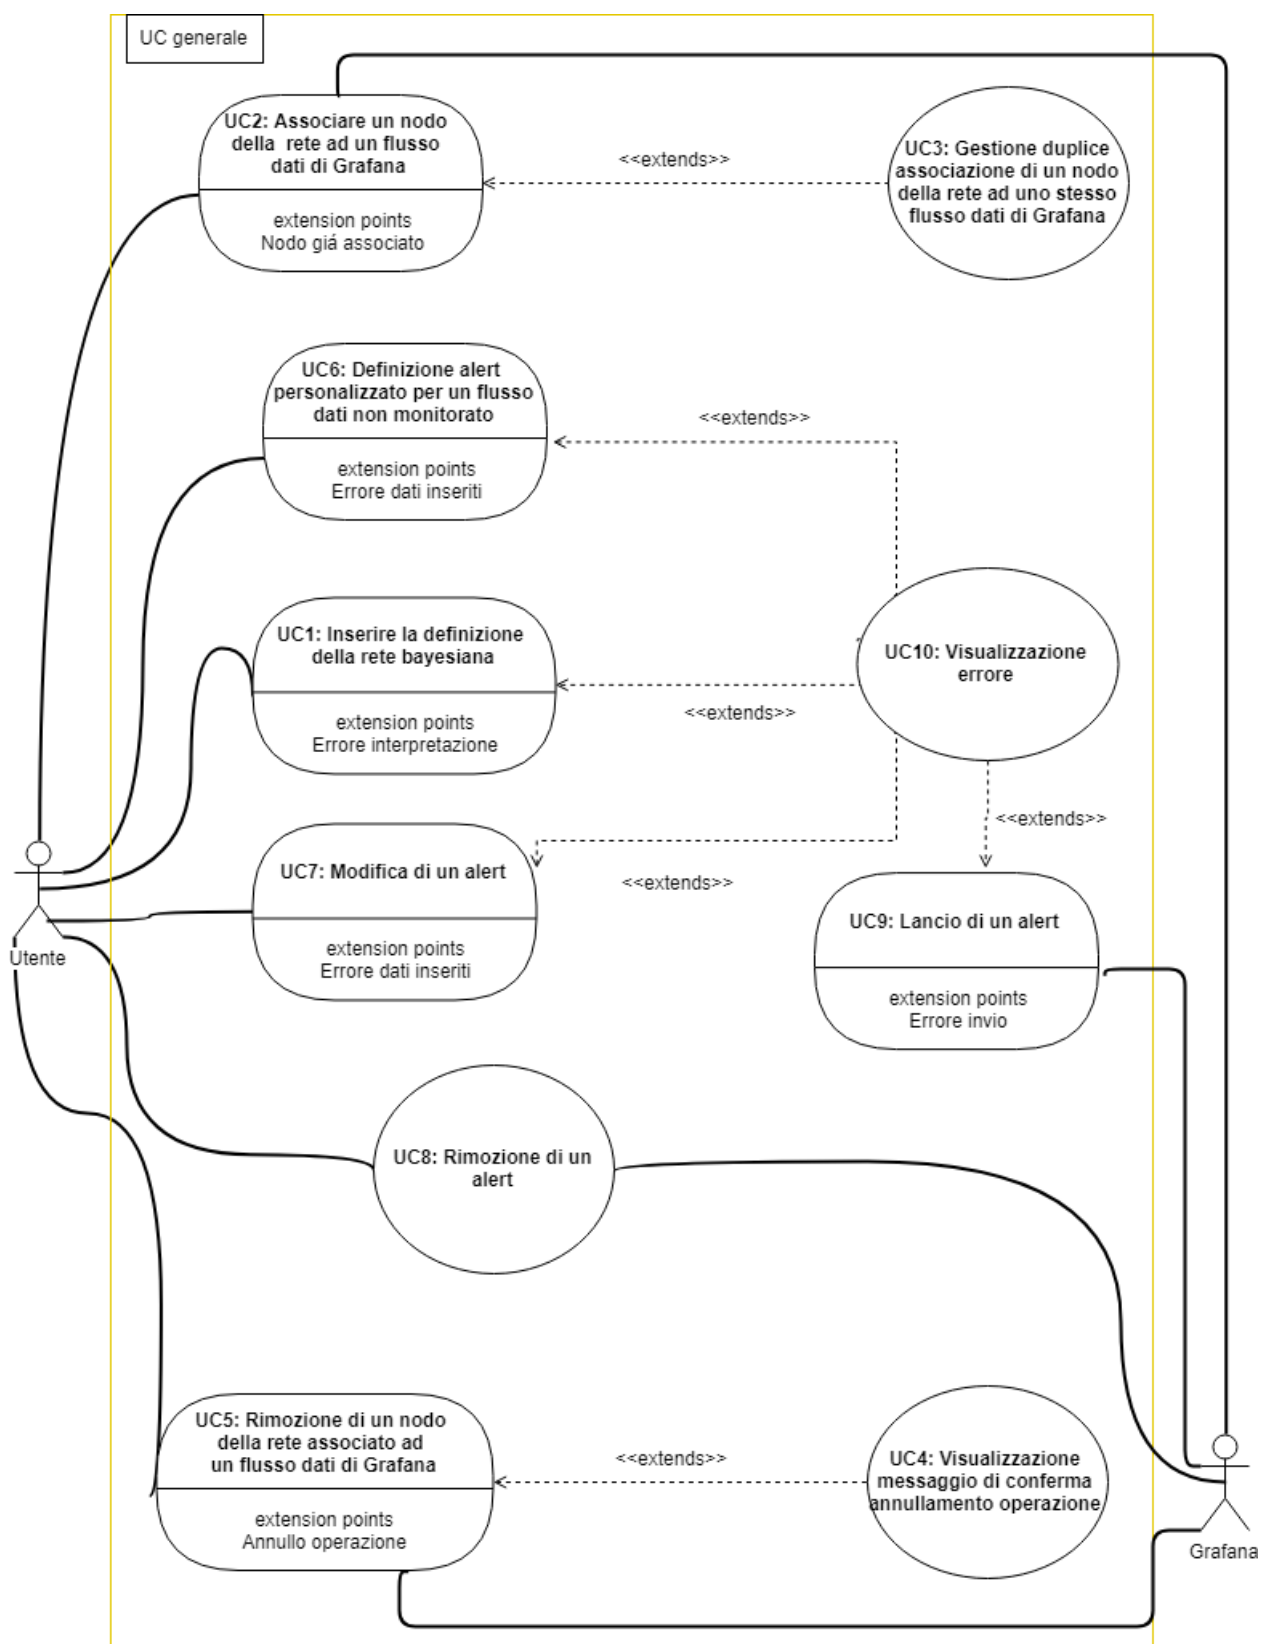 UC generale
UC2: Associare un nodo
della rete ad un flusso
dati di Grafana
extension points
Nodo giá associato
<<extends>>
UC3: Gestione duplice
associazione di un nodo
della rete ad uno stesso
flusso dati di Grafana
UC6: Definizione alert
personalizzato per un flusso
dati non monitorato
extension points
Errore dati inseriti
<<extends>>
UC1: Inserire la definizione
della rete bayesiana
extension points
Errore interpretazione
<<extends>>
UC10: Visualizzazione
errore
<<extends>>
UC7: Modifica di un alert
extension points
Errore dati inseriti
<<extends>>
UC9: Lancio di un alert
extension points
Errore invio
Utente
UC8: Rimozione di un
alert
UC5: Rimozione di un nodo
della rete associato ad
un flusso dati di Grafana
extension points
Annullo operazione
<<extends>>
UC4: Visualizzazione
messaggio di conferma
annullamento operazione
Grafana